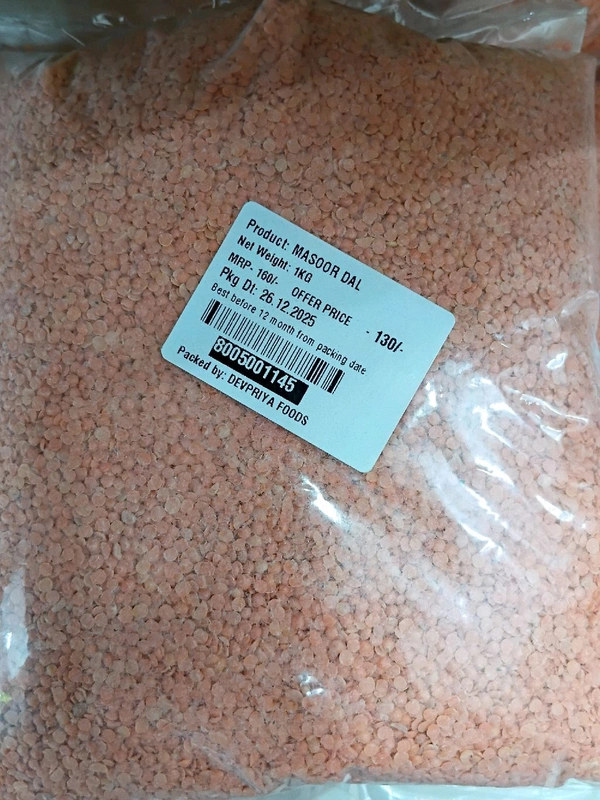 Product: MASOOR DAL
Net Weight: 1KG
MRP- 160/- OFFER PRICE - 130/-
Pkg Dt: 26.12.2025
Best before 12 month from packing date
8005001145
Packed by: DEVPRIYA FOODS